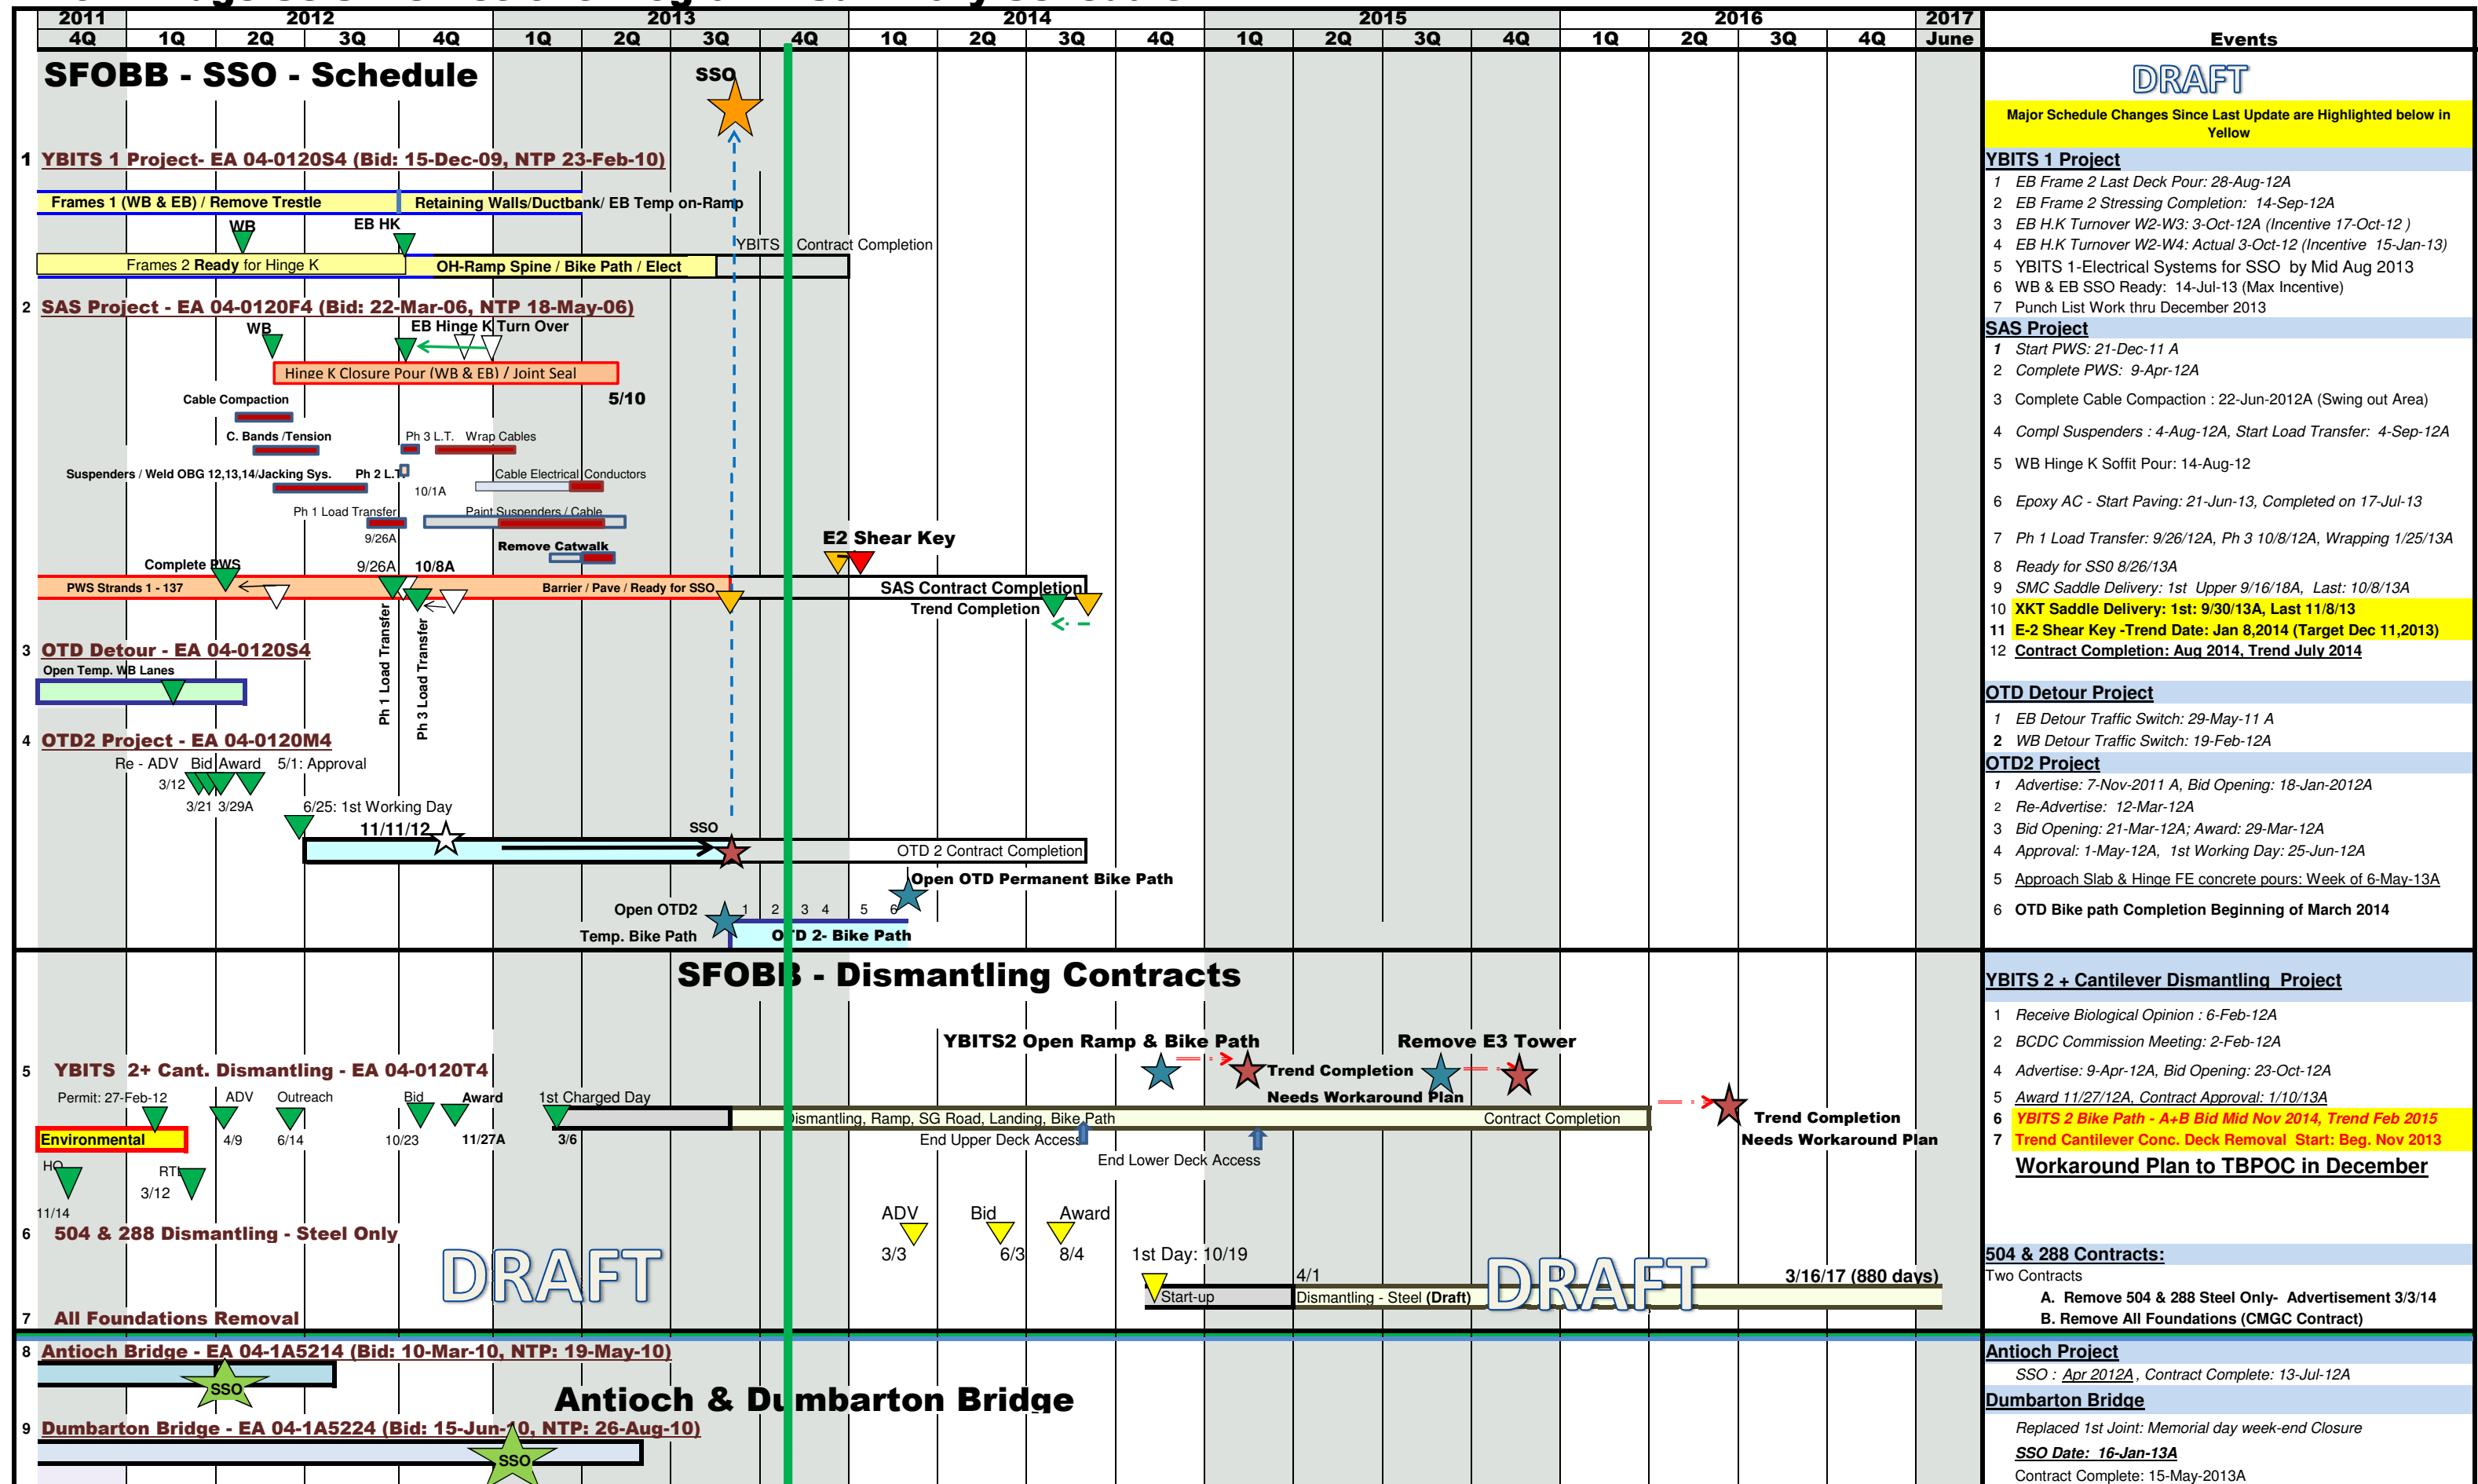 2011 2012 2013 2014 2015 2016 2017
4Q 1Q 2Q 3Q 4Q 1Q 2Q 3Q 4Q 1Q 2Q 3Q 4Q 1Q 2Q 3Q 4Q 1Q 2Q 3Q 4Q June Events
SFOBB - SSO - Schedule
SSO
1 YBITS 1 Project- EA 04-0120S4 (Bid: 15-Dec-09, NTP 23-Feb-10)
Frames 1 (WB & EB) / Remove Trestle
Retaining Walls/Ductbank/ EB Temp on-Ramp
WB
EB HK
YBITS Contract Completion
Frames 2 Ready for Hinge K
OH-Ramp Spine / Bike Path / Elect
2 SAS Project - EA 04-0120F4 (Bid: 22-Mar-06, NTP 18-May-06)
WB
EB Hinge K Turn Over
Hinge K Closure Pour (WB & EB) / Joint Seal
5/10
Cable Compaction
C. Bands /Tension
Ph 3 L.T. Wrap Cables
Suspenders / Weld OBG 12,13,14/Jacking Sys.
Ph 2 L.T
Cable Electrical Conductors
10/1A
Ph 1 Load Transfer
Paint Suspenders / Cable
9/26A
Remove Catwalk
E2 Shear Key
Complete PWS
9/26A 10/8A
PWS Strands 1 - 137
Barrier / Pave / Ready for SSO
SAS Contract Completion
Trend Completion
Ph 1 Load Transfer
Ph 3 Load Transfer
3 OTD Detour - EA 04-0120S4
Open Temp. WB Lanes
4 OTD2 Project - EA 04-0120M4
Re - ADV Bid Award 5/1: Approval
3/12
3/21 3/29A
6/25: 1st Working Day
11/11/12
SSO
OTD 2 Contract Completion
Open OTD Permanent Bike Path
Open OTD2
1 2 3 4 5 6
Temp. Bike Path
OTD 2- Bike Path
SFOBB - Dismantling Contracts
YBITS2 Open Ramp & Bike Path
Remove E3 Tower
5 YBITS 2+ Cant. Dismantling - EA 04-0120T4
Trend Completion
Needs Workaround Plan
Permit: 27-Feb-12
ADV Outreach Bid Award 1st Charged Day
Dismantling, Ramp, SG Road, Landing, Bike Path
Contract Completion
Trend Completion
Needs Workaround Plan
Environmental
4/9 6/14 10/23 11/27A 3/6
End Upper Deck Access
End Lower Deck Access
HQ
RTL
3/12
11/14
6 504 & 288 Dismantling - Steel Only
ADV Bid Award
3/3 6/3 8/4
1st Day: 10/19
DRAFT
DRAFT
4/1
3/16/17 (880 days)
Start-up
Dismantling - Steel (Draft)
7 All Foundations Removal
8 Antioch Bridge - EA 04-1A5214 (Bid: 10-Mar-10, NTP: 19-May-10)
SSO
Antioch & Dumbarton Bridge
9 Dumbarton Bridge - EA 04-1A5224 (Bid: 15-Jun-10, NTP: 26-Aug-10)
SSO
DRAFT
Major Schedule Changes Since Last Update are Highlighted below in
Yellow
YBITS 1 Project
1 EB Frame 2 Last Deck Pour: 28-Aug-12A
2 EB Frame 2 Stressing Completion: 14-Sep-12A
3 EB H.K Turnover W2-W3: 3-Oct-12A (Incentive 17-Oct-12 )
4 EB H.K Turnover W2-W4: Actual 3-Oct-12 (Incentive 15-Jan-13)
5 YBITS 1-Electrical Systems for SSO by Mid Aug 2013
6 WB & EB SSO Ready: 14-Jul-13 (Max Incentive)
7 Punch List Work thru December 2013
SAS Project
1 Start PWS: 21-Dec-11 A
2 Complete PWS: 9-Apr-12A
3 Complete Cable Compaction : 22-Jun-2012A (Swing out Area)
4 Compl Suspenders : 4-Aug-12A, Start Load Transfer: 4-Sep-12A
5 WB Hinge K Soffit Pour: 14-Aug-12
6 Epoxy AC - Start Paving: 21-Jun-13, Completed on 17-Jul-13
7 Ph 1 Load Transfer: 9/26/12A, Ph 3 10/8/12A, Wrapping 1/25/13A
8 Ready for SS0 8/26/13A
9 SMC Saddle Delivery: 1st Upper 9/16/18A, Last: 10/8/13A
10 XKT Saddle Delivery: 1st: 9/30/13A, Last 11/8/13
11 E-2 Shear Key -Trend Date: Jan 8,2014 (Target Dec 11,2013)
12 Contract Completion: Aug 2014, Trend July 2014
OTD Detour Project
1 EB Detour Traffic Switch: 29-May-11 A
2 WB Detour Traffic Switch: 19-Feb-12A
OTD2 Project
1 Advertise: 7-Nov-2011 A, Bid Opening: 18-Jan-2012A
2 Re-Advertise: 12-Mar-12A
3 Bid Opening: 21-Mar-12A; Award: 29-Mar-12A
4 Approval: 1-May-12A, 1st Working Day: 25-Jun-12A
5 Approach Slab & Hinge FE concrete pours: Week of 6-May-13A
6 OTD Bike path Completion Beginning of March 2014
YBITS 2 + Cantilever Dismantling Project
1 Receive Biological Opinion : 6-Feb-12A
2 BCDC Commission Meeting: 2-Feb-12A
4 Advertise: 9-Apr-12A, Bid Opening: 23-Oct-12A
5 Award 11/27/12A, Contract Approval: 1/10/13A
6 YBITS 2 Bike Path - A+B Bid Mid Nov 2014, Trend Feb 2015
7 Trend Cantilever Conc. Deck Removal Start: Beg. Nov 2013
Workaround Plan to TBPOC in December
504 & 288 Contracts:
Two Contracts
A. Remove 504 & 288 Steel Only- Advertisement 3/3/14
B. Remove All Foundations (CMGC Contract)
Antioch Project
SSO : Apr 2012A , Contract Complete: 13-Jul-12A
Dumbarton Bridge
Replaced 1st Joint: Memorial day week-end Closure
SSO Date: 16-Jan-13A
Contract Complete: 15-May-2013A